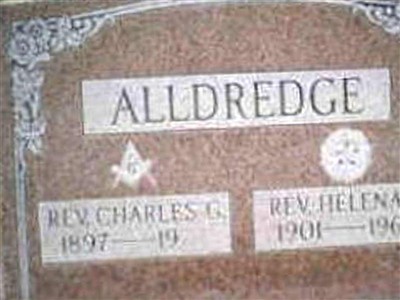 ALLDREDGE
REV. CHARLES G.
1897—19
REV. HELENA
1901—196